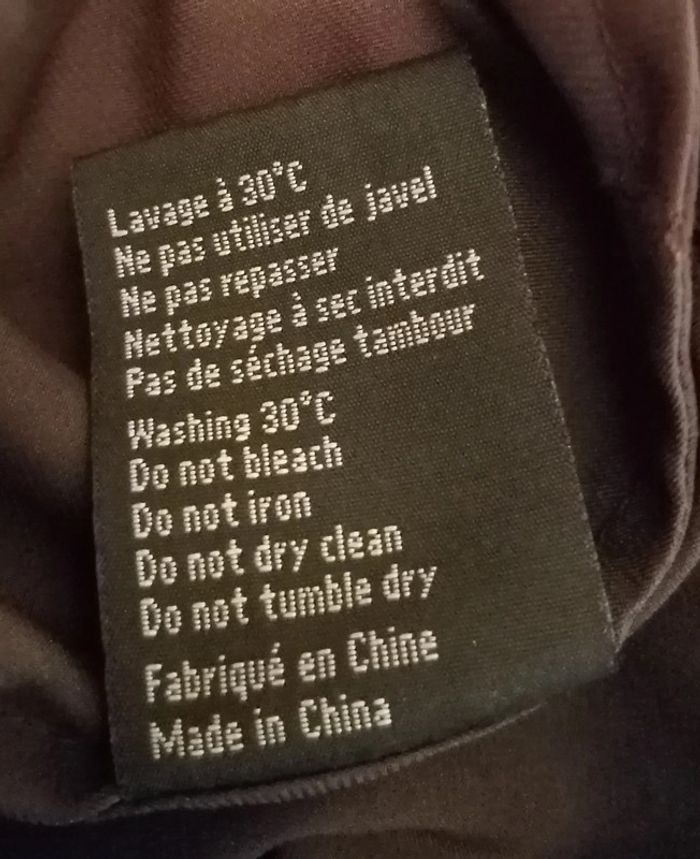 Lavage à 30°C
Ne pas utiliser de javel
Ne pas repasser
Nettoyage à sec interdit
Pas de séchage tambour
Washing 30°C
Do not bleach
Do not iron
Do not dry clean
Do not tumble dry
Fabriqué en Chine
Made in China